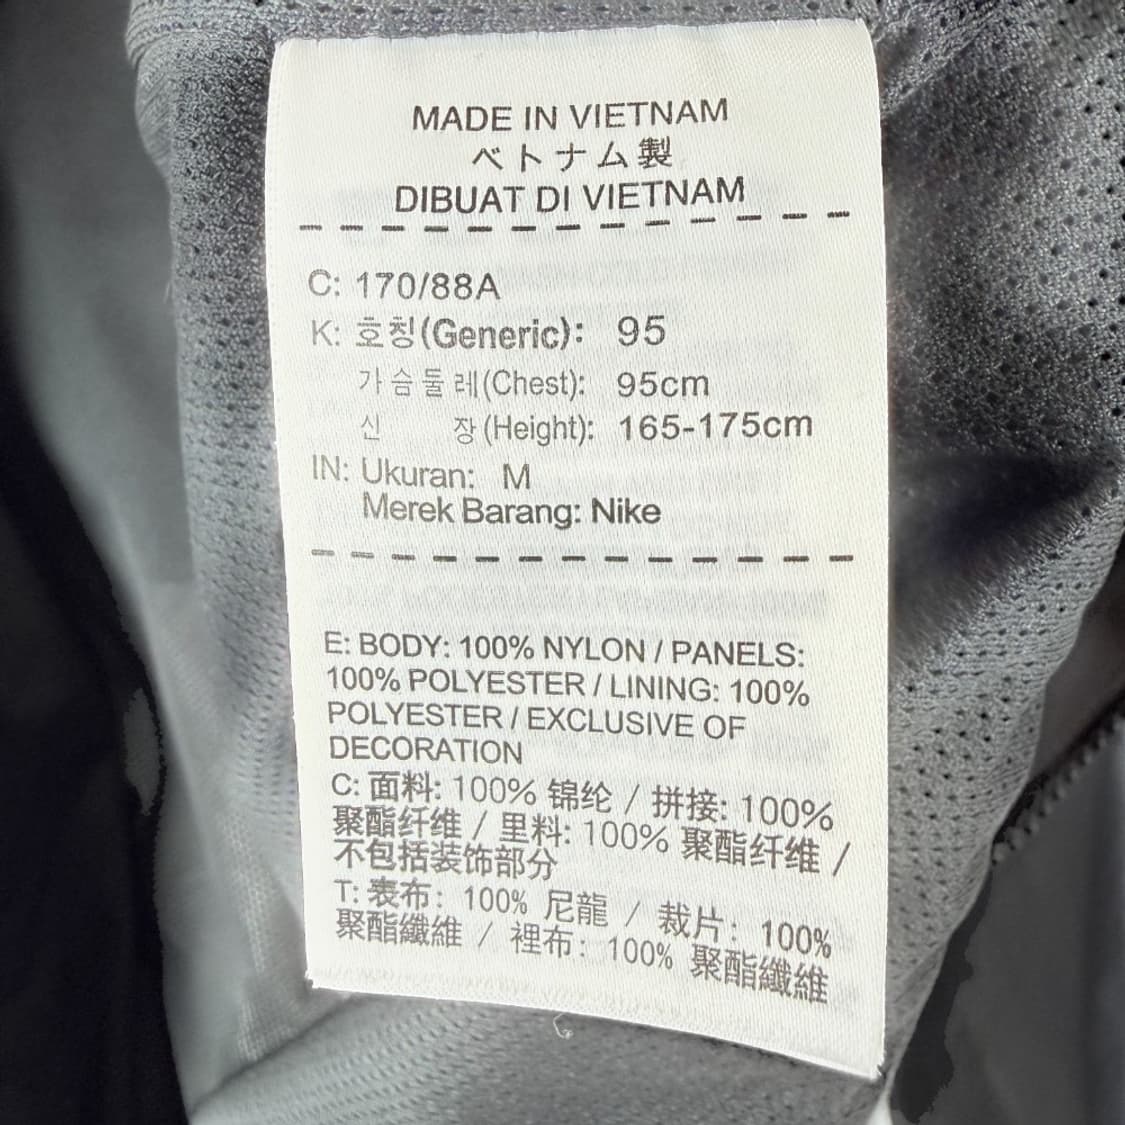 MADE IN VIETNAM
ベトナム製
DIBUAT DI VIETNAM
C: 170/88A
K: 호칭(Generic): 95
가슴둘레(Chest): 95cm
신 장(Height): 165-175cm
IN: Ukuran: M
Merek Barang: Nike
E: BODY: 100% NYLON / PANELS:
100% POLYESTER / LINING: 100%
POLYESTER / EXCLUSIVE OF
DECORATION
C: 面料: 100% 锦纶 / 拼接: 100%
聚酯纤维 / 里料: 100% 聚酯纤维 /
不包括装饰部分
T: 表布: 100% 尼龍 / 裁片: 100%
聚酯纖維 / 裡布: 100% 聚酯纖維